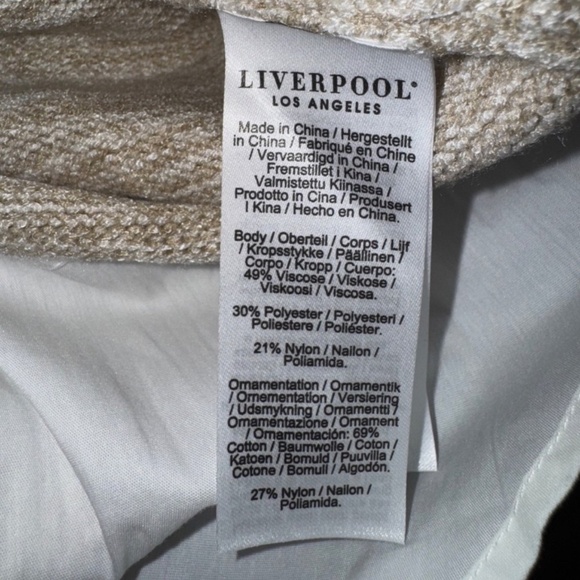 LIVERPOOL®
LOS ANGELES
Made in China / Hergestellt
in China / Fabriqué en Chine
/ Vervaardigd in China /
Fremstillet i Kina /
Valmistettu Kiinassa /
Prodotto in Cina / Produsert
I Kina / Hecho en China.
Body / Oberteil / Corps / Lijf
/ Kropsstykke / Päällinen /
Corpo / Kropp / Cuerpo:
49% Viscose / Viskose /
Viskoosi / Viscosa.
30% Polyester / Polyesteri /
Poliestere / Poliéster.
21% Nylon / Nailon /
Poliamida.
Ornamentation / Ornamentik
/ Ornementation / Versiering
/ Udsmykning / Ornamentti /
Ornamentazione / Ornament
/ Ornamentación: 69%
Cotton / Baumwolle / Coton /
Katoen / Bomuld / Puuvilla /
Cotone / Bomull / Algodón.
27% Nylon / Nailon /
Poliamida.